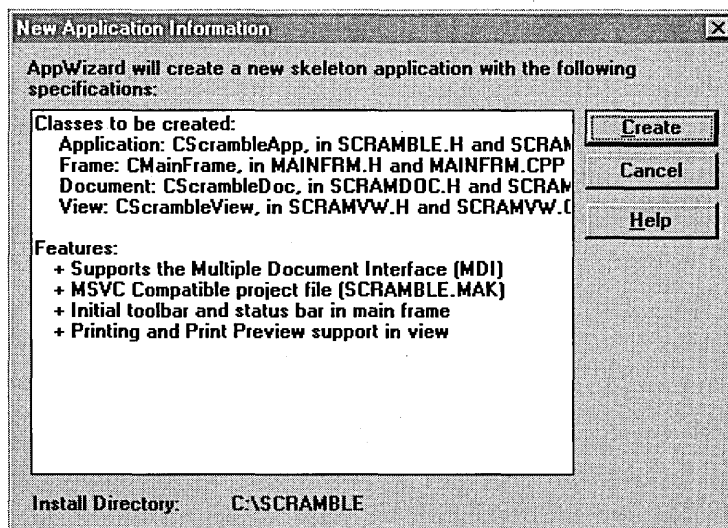 New Application Information
AppWizard will create a new skeleton application with the following
specifications:
Classes to be created:
Application: CScrambleApp, in SCRAMBLE.H and SCRAM
Frame: CMainFrame, in MAINFRM.H and MAINFRM.CPP
Document: CScrambleDoc, in SCRAMDOC.H and SCRAM
View: CScrambleView, in SCRAMVW.H and SCRAMVW.C
Features:
+ Supports the Multiple Document Interface (MDI)
+ MSVC Compatible project file (SCRAMBLE.MAK)
+ Initial toolbar and status bar in main frame
+ Printing and Print Preview support in view
Create
Cancel
Help
Install Directory: C:\SCRAMBLE